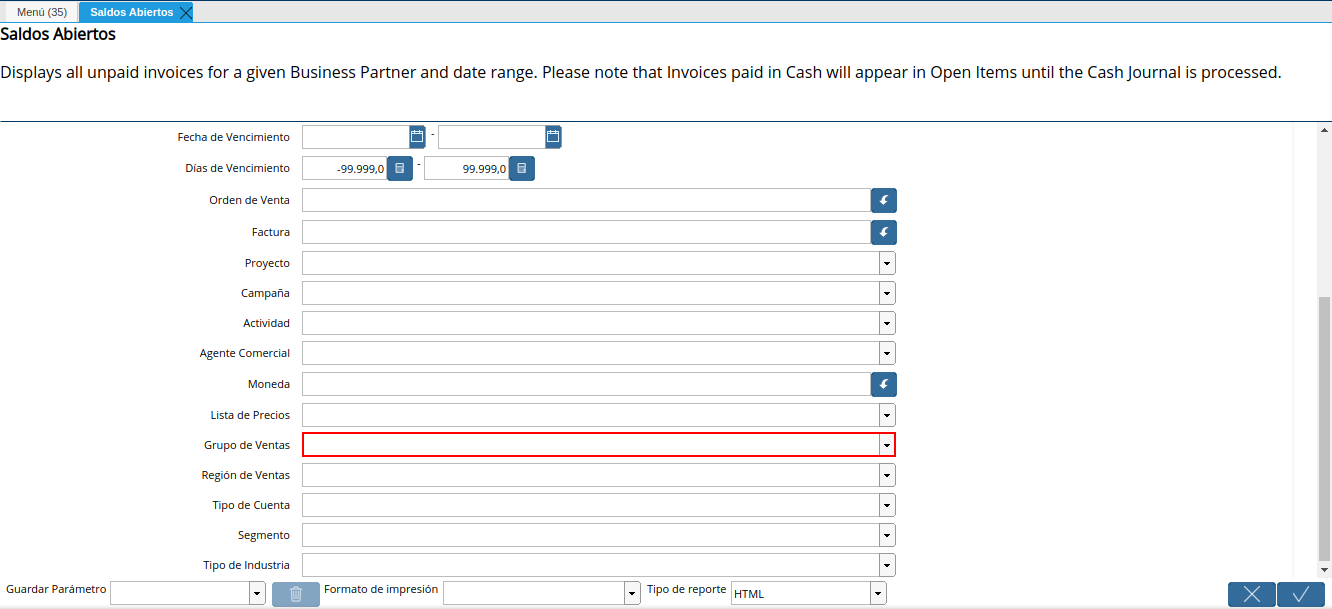 Menú (35)
Saldos Abiertos
Saldos Abiertos
Displays all unpaid invoices for a given Business Partner and date range. Please note that Invoices paid in Cash will appear in Open Items until the Cash Journal is processed.
Fecha de Vencimiento -
Días de Vencimiento -99.999,0 - 99.999,0
Orden de Venta
Factura
Proyecto
Campaña
Actividad
Agente Comercial
Moneda
Lista de Precios
Grupo de Ventas
Región de Ventas
Tipo de Cuenta
Segmento
Tipo de Industria
Guardar Parámetro Formato de impresión Tipo de reporte HTML